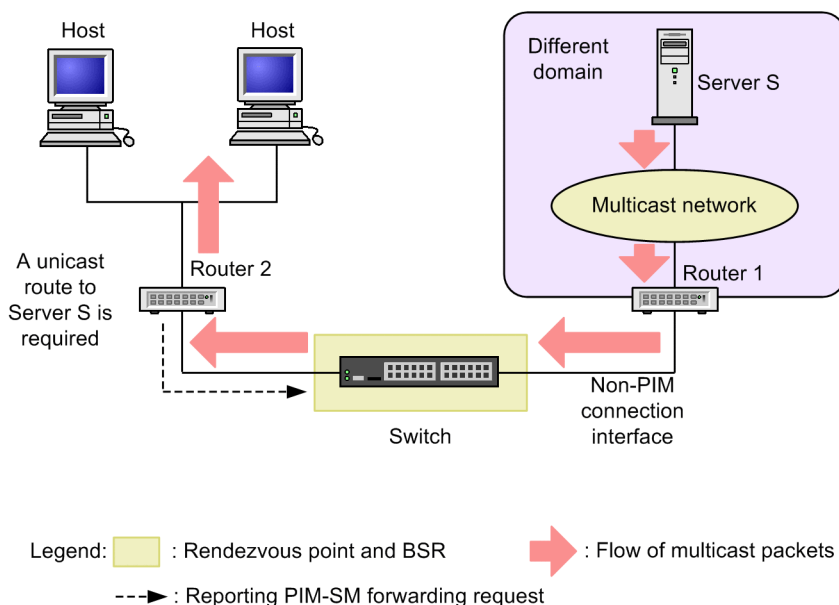 Host
Host
Different
domain
Server S
Multicast network
A unicast
route to
Server S is
required
Router 2
Router 1
Non-PIM
connection
interface
Switch
Legend: : Rendezvous point and BSR : Flow of multicast packets
: Reporting PIM-SM forwarding request